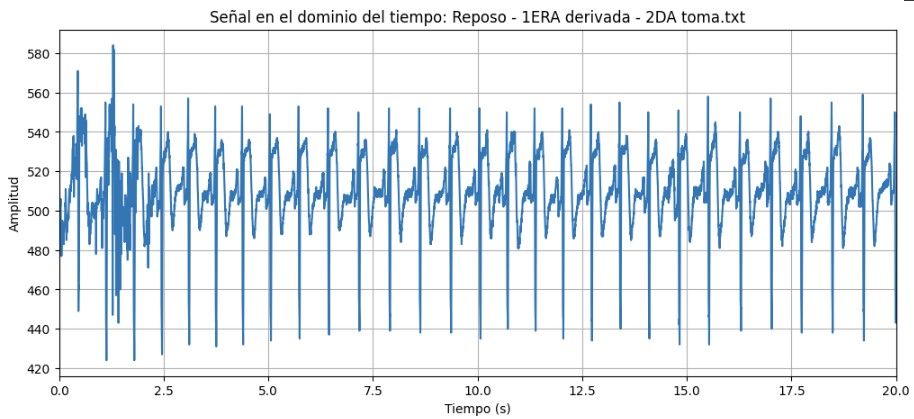 Señal en el dominio del tiempo: Reposo - 1ERA derivada - 2DA toma.txt
580
560
540
520
500
480
460
440
420
Amplitud
0.0 2.5 5.0 7.5 10.0 12.5 15.0 17.5 20.0
Tiempo (s)